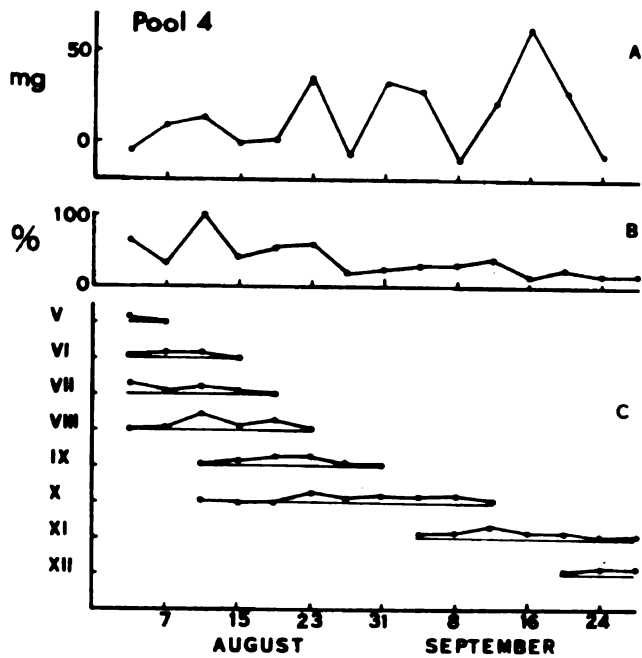 Pool 4
50
A
mg
0
100
B
%
0
V
VI
VII
VIII
C
IX
X
XI
XII
7 15 23 31 8 16 24
AUGUST SEPTEMBER